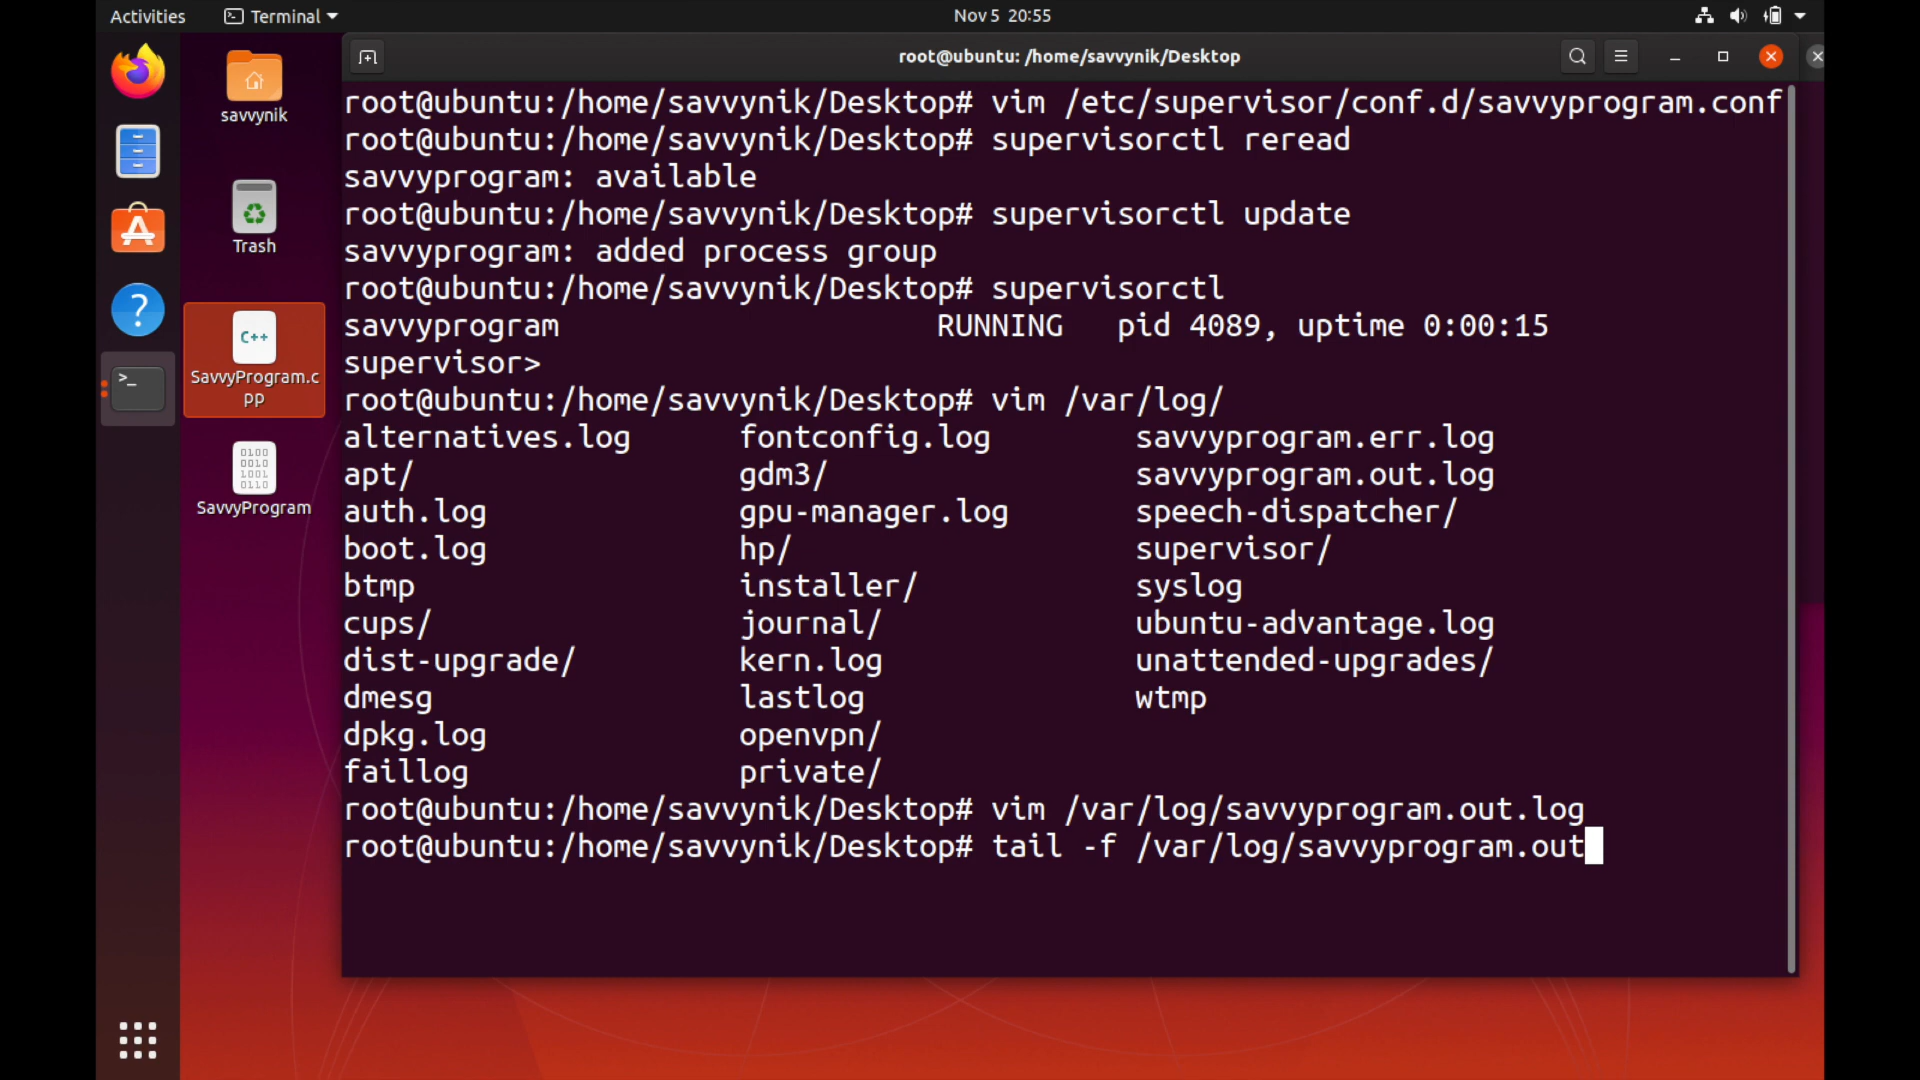 Activities
Terminal
Nov 5 20:55
root@ubuntu: /home/savvynik/Desktop
savvynik
Trash
C++
SavvyProgram.c
pp
0100
0010
1001
0110
SavvyProgram
root@ubuntu:/home/savvynik/Desktop# vim /etc/supervisor/conf.d/savvyprogram.conf
root@ubuntu:/home/savvynik/Desktop# supervisorctl reread
savvyprogram: available
root@ubuntu:/home/savvynik/Desktop# supervisorctl update
savvyprogram: added process group
root@ubuntu:/home/savvynik/Desktop# supervisorctl
savvyprogram RUNNING pid 4089, uptime 0:00:15
supervisor>
root@ubuntu:/home/savvynik/Desktop# vim /var/log/
alternatives.log fontconfig.log savvyprogram.err.log
apt/ gdm3/ savvyprogram.out.log
auth.log gpu-manager.log speech-dispatcher/
boot.log hp/ supervisor/
btmp installer/ syslog
cups/ journal/ ubuntu-advantage.log
dist-upgrade/ kern.log unattended-upgrades/
dmesg lastlog wtmp
dpkg.log openvpn/
faillog private/
root@ubuntu:/home/savvynik/Desktop# vim /var/log/savvyprogram.out.log
root@ubuntu:/home/savvynik/Desktop# tail -f /var/log/savvyprogram.out